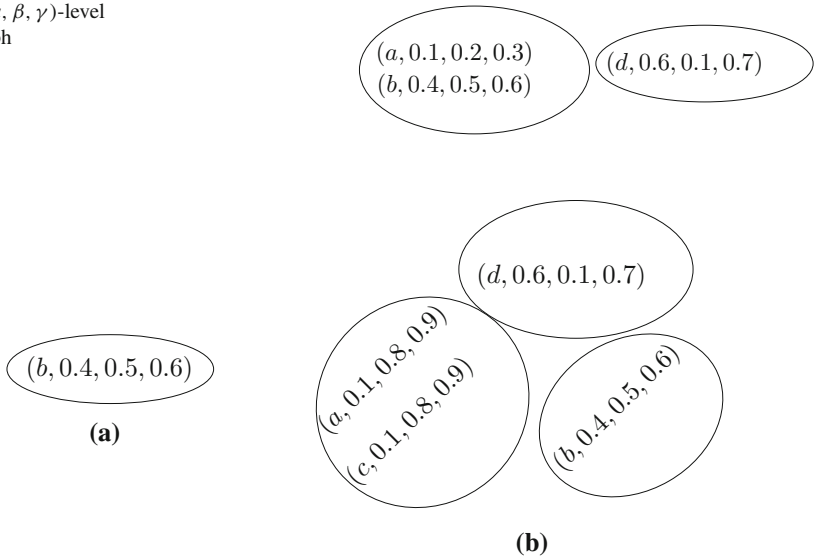 , β, γ)-level
(a, 0.1, 0.2, 0.3)
(b, 0.4, 0.5, 0.6)
(d, 0.6, 0.1, 0.7)
(d, 0.6, 0.1, 0.7)
(a, 0.1, 0.8, 0.9)
(c, 0.1, 0.8, 0.9)
(b, 0.4, 0.5, 0.6)
(b, 0.4, 0.5, 0.6)
(a)
(b)